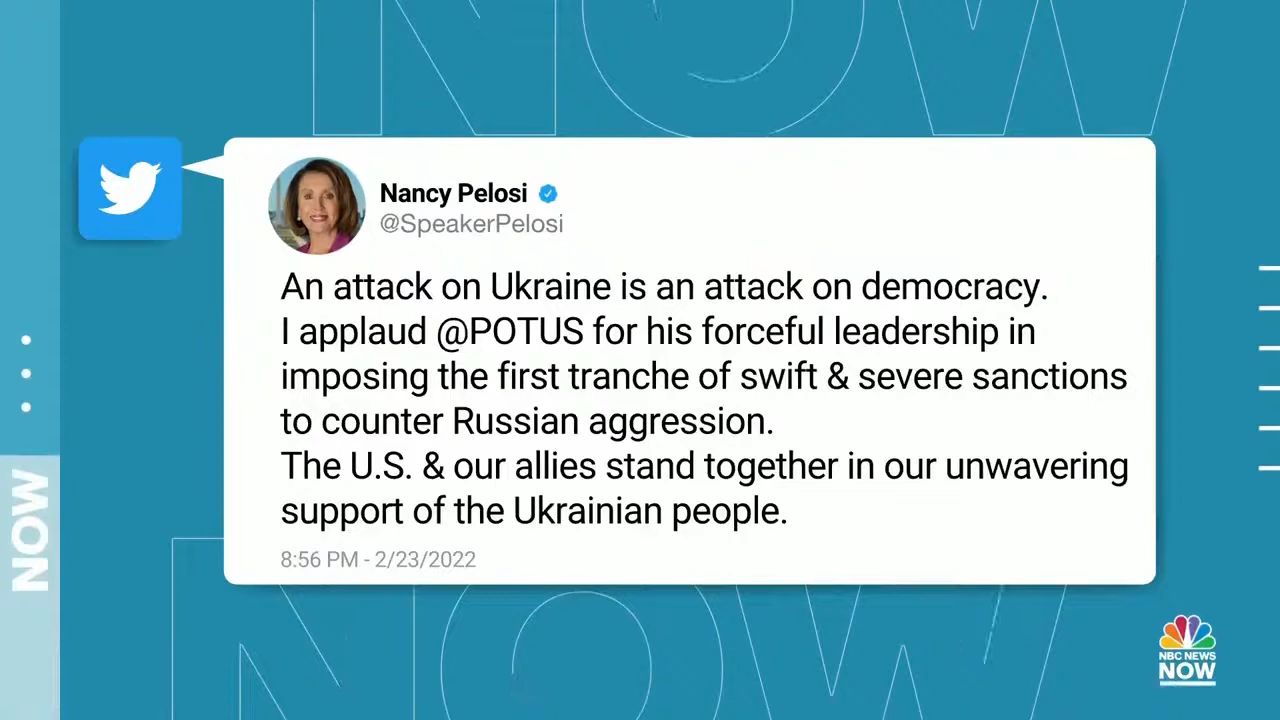 NOW
Nancy Pelosi
@SpeakerPelosi
An attack on Ukraine is an attack on democracy.
I applaud @POTUS for his forceful leadership in
imposing the first tranche of swift & severe sanctions
to counter Russian aggression.
The U.S. & our allies stand together in our unwavering
support of the Ukrainian people.
8:56 PM - 2/23/2022
NOW
NOW
NBC NEWS
NOW